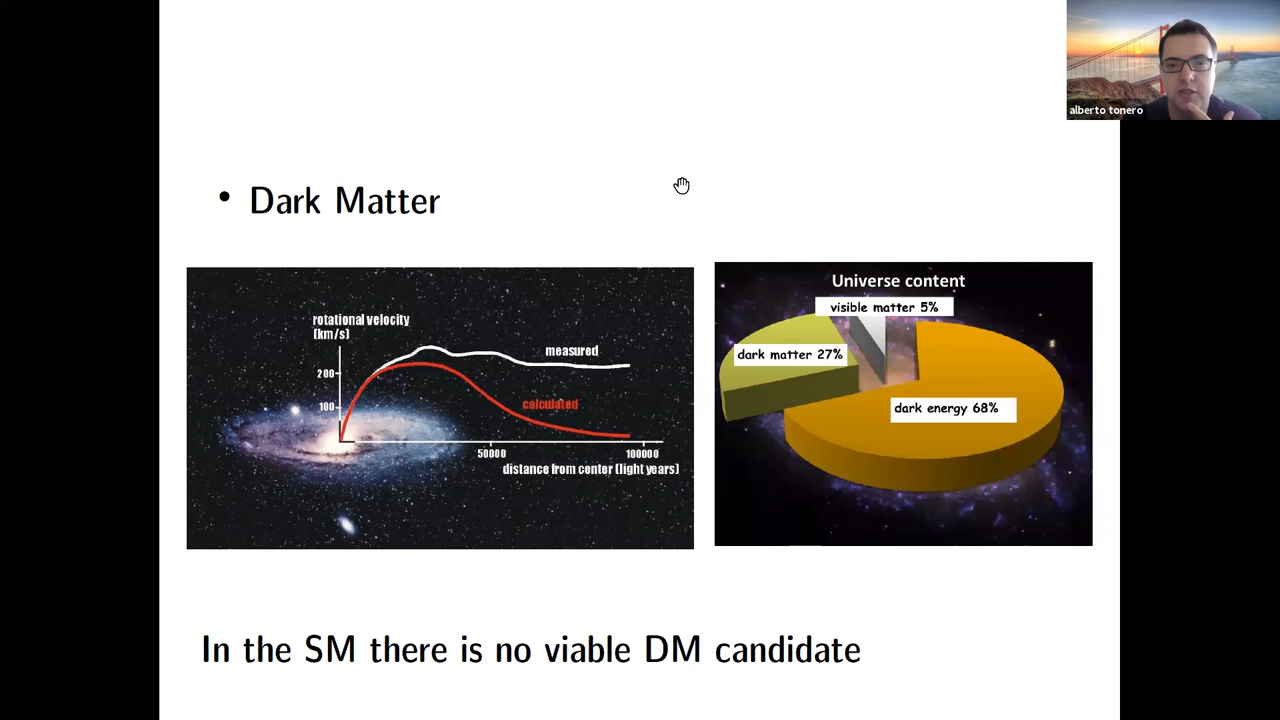 alberto tonero
• Dark Matter
rotational velocity
(km/s)
measured
200
calculated
100
50000
100000
distance from center (light years)
Universe content
visible matter 5%
dark matter 27%
dark energy 68%
In the SM there is no viable DM candidate